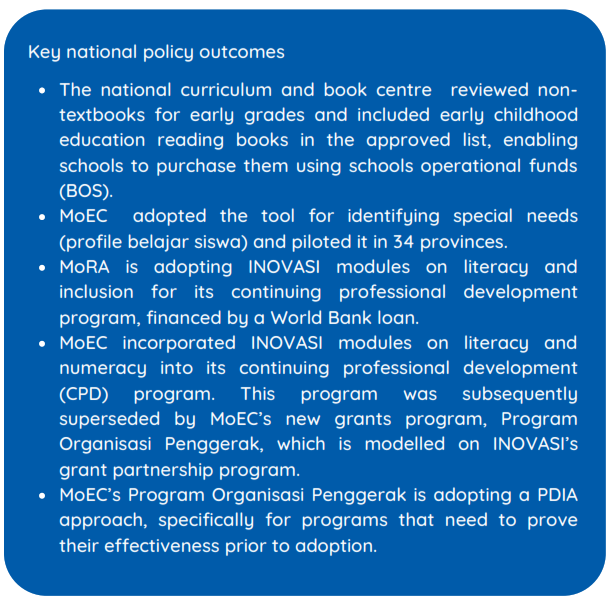 Key national policy outcomes
• The national curriculum and book centre reviewed non-
textbooks for early grades and included early childhood
education reading books in the approved list, enabling
schools to purchase them using schools operational funds
(BOS).
• MoEC adopted the tool for identifying special needs
(profile belajar siswa) and piloted it in 34 provinces.
• MoRA is adopting INOVASI modules on literacy and
inclusion for its continuing professional development
program, financed by a World Bank loan.
• MoEC incorporated INOVASI modules on literacy and
numeracy into its continuing professional development
(CPD) program. This program was subsequently
superseded by MoEC's new grants program, Program
Organisasi Penggerak, which is modelled on INOVASI's
grant partnership program.
• MoEC's Program Organisasi Penggerak is adopting a PDIA
approach, specifically for programs that need to prove
their effectiveness prior to adoption.